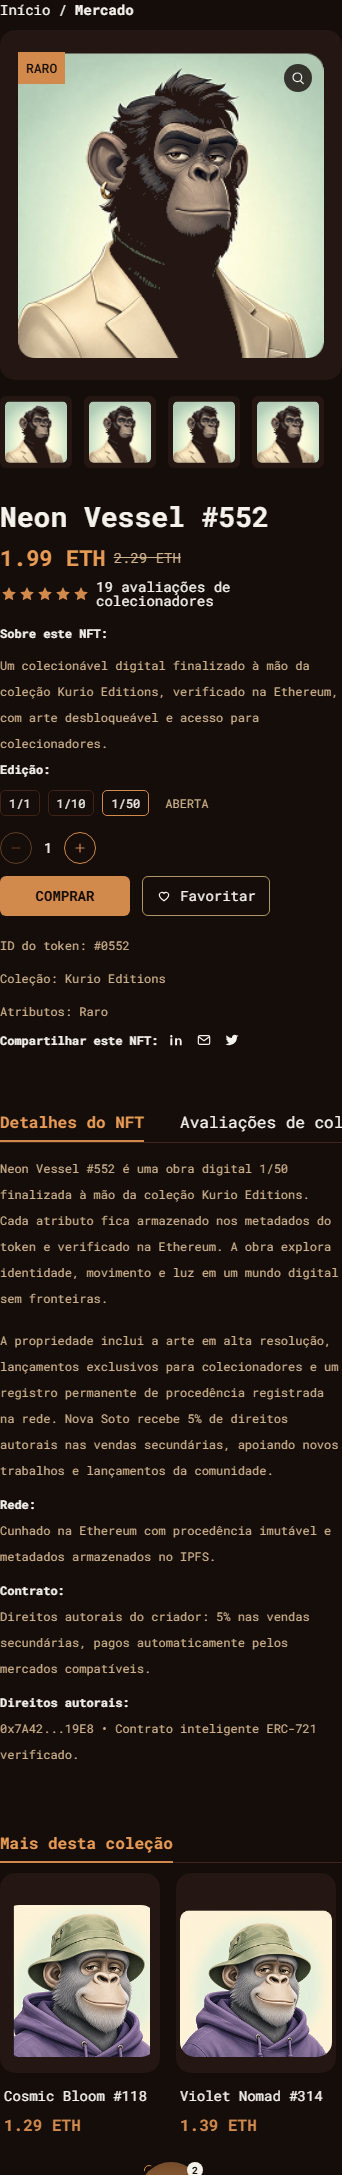 Início / Mercado
RARO
Neon Vessel #552
1.99 ETH 2.29 ETH
19 avaliações de
colecionadores
Sobre este NFT:
Um colecionável digital finalizado à mão da
coleção Kurio Editions, verificado na Ethereum,
com arte desbloqueável e acesso para
colecionadores.
Edição:
1/1 1/10 1/50 ABERTA
− 1 +
COMPRAR Favoritar
ID do token: #0552
Coleção: Kurio Editions
Atributos: Raro
Compartilhar este NFT: in
Detalhes do NFT Avaliações de col
Neon Vessel #552 é uma obra digital 1/50
finalizada à mão da coleção Kurio Editions.
Cada atributo fica armazenado nos metadados do
token e verificado na Ethereum. A obra explora
identidade, movimento e luz em um mundo digital
sem fronteiras.
A propriedade inclui a arte em alta resolução,
lançamentos exclusivos para colecionadores e um
registro permanente de procedência registrada
na rede. Nova Soto recebe 5% de direitos
autorais nas vendas secundárias, apoiando novos
trabalhos e lançamentos da comunidade.
Rede:
Cunhado na Ethereum com procedência imutável e
metadados armazenados no IPFS.
Contrato:
Direitos autorais do criador: 5% nas vendas
secundárias, pagos automaticamente pelos
mercados compatíveis.
Direitos autorais:
0x7A42...19E8 • Contrato inteligente ERC-721
verificado.
Mais desta coleção
Cosmic Bloom #118 Violet Nomad #314
1.29 ETH 1.39 ETH
2